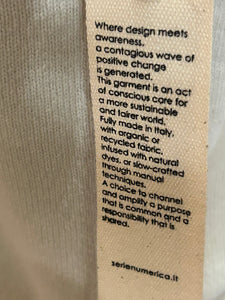 Where design meets
awareness,
a contagious wave of
positive change
is generated.
This garment is an act
of conscious care for
a more sustainable
and fairer world.
Fully made in Italy,
with organic or
recycled fabric,
infused with natural
dyes, or slow-crafted
through manual
techniques.
A choice to channel
and amplify a purpose
that is common and a
responsibility that is
shared.
serienumerica.it